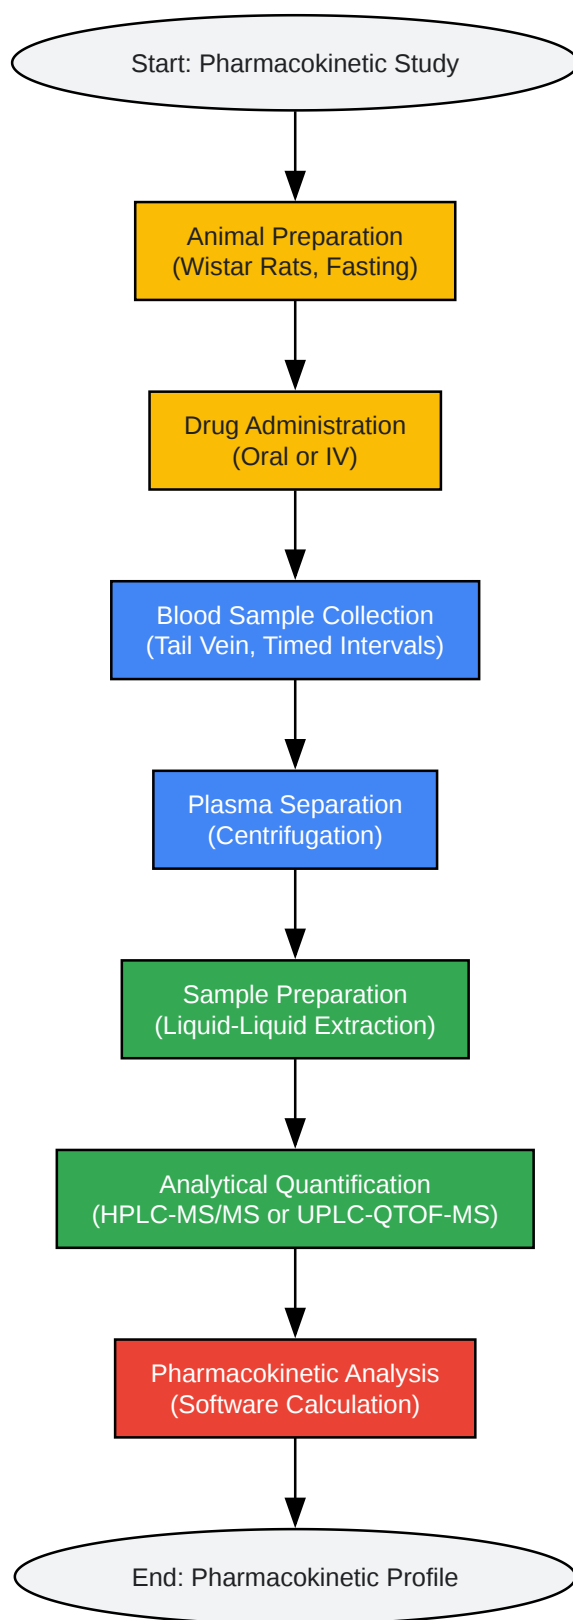 Start: Pharmacokinetic Study
Animal Preparation
(Wistar Rats, Fasting)
Drug Administration
(Oral or IV)
Blood Sample Collection
(Tail Vein, Timed Intervals)
Plasma Separation
(Centrifugation)
Sample Preparation
(Liquid-Liquid Extraction)
Analytical Quantification
(HPLC-MS/MS or UPLC-QTOF-MS)
Pharmacokinetic Analysis
(Software Calculation)
End: Pharmacokinetic Profile